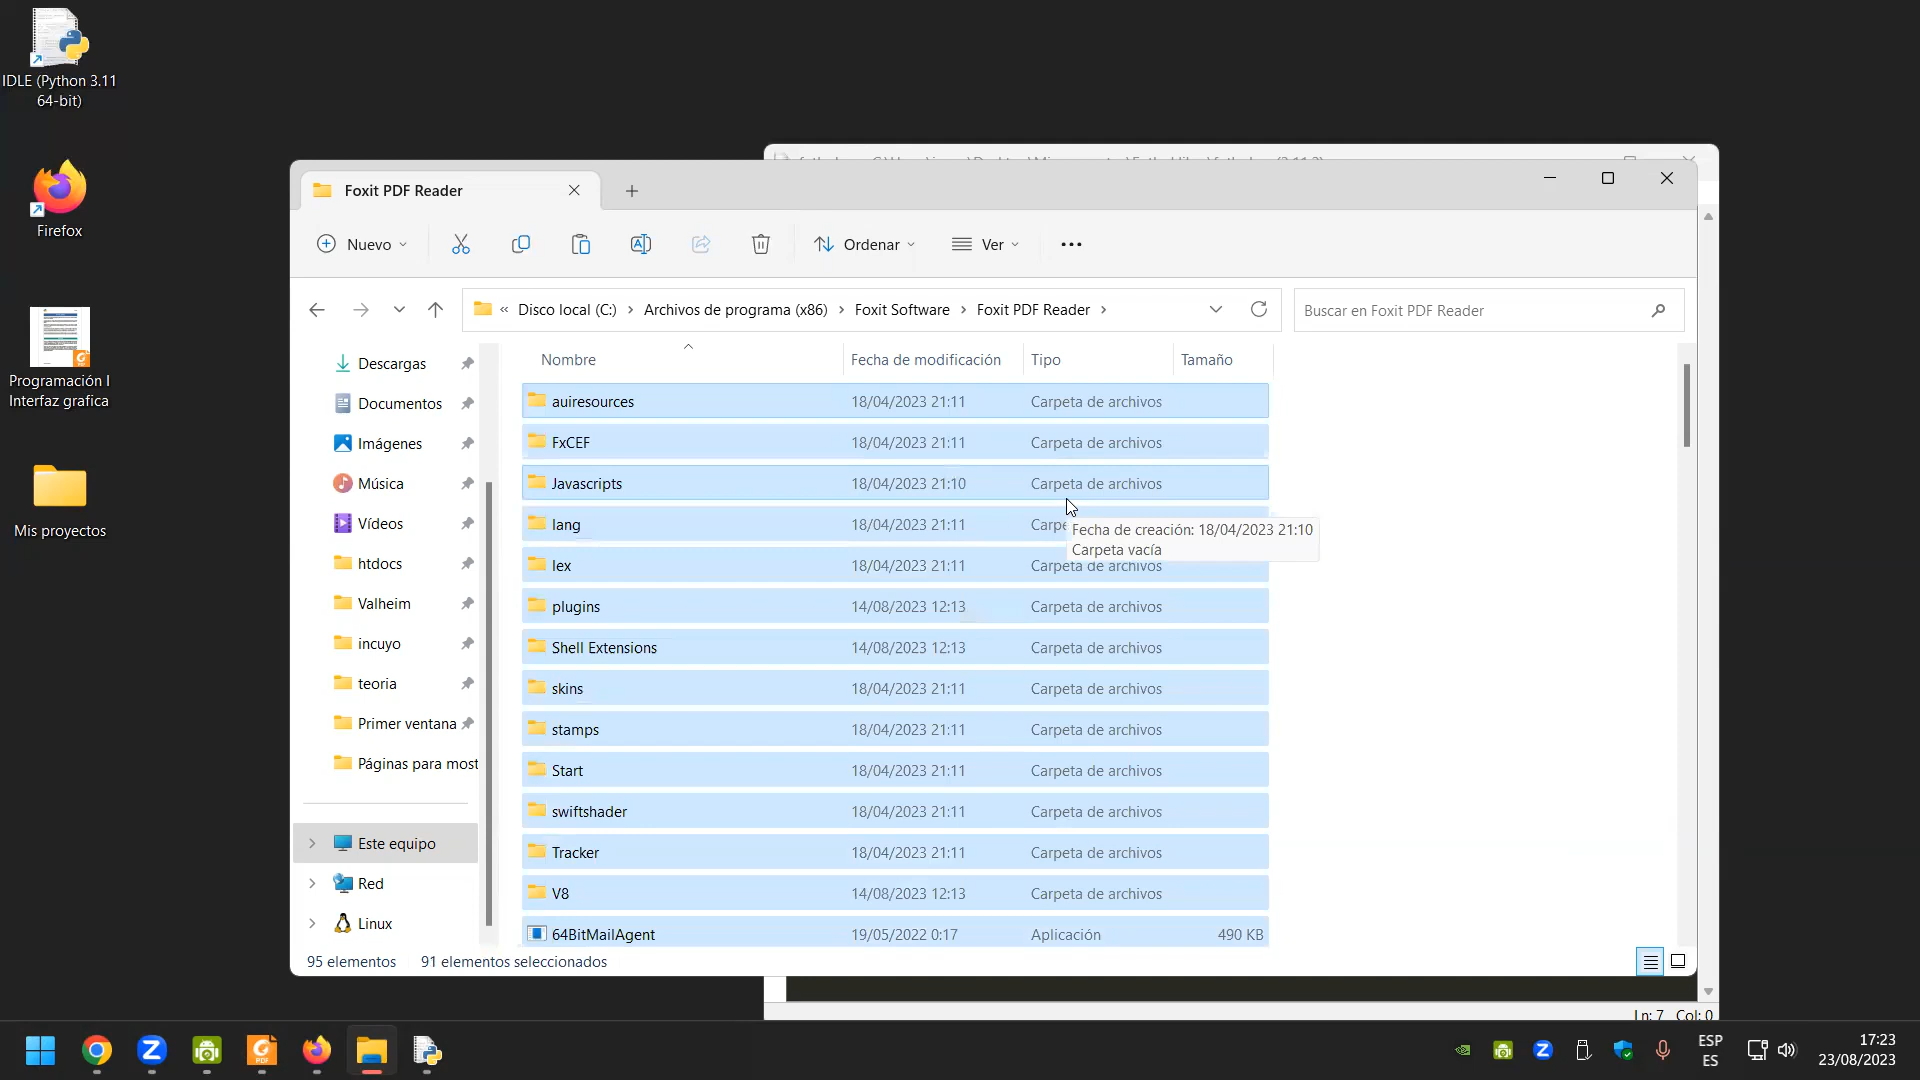 IDLE (Python 3.11
64-bit)
Firefox
Programación I
Interfaz grafica
Mis proyectos
Foxit PDF Reader
Nuevo
Ordenar
Ver
« Disco local (C:) > Archivos de programa (x86) > Foxit Software > Foxit PDF Reader >
Buscar en Foxit PDF Reader
Descargas
Documentos
Imágenes
Música
Vídeos
htdocs
Valheim
incuyo
teoria
Primer ventana
Páginas para most
Este equipo
Red
Linux
Nombre Fecha de modificación Tipo Tamaño
auiresources 18/04/2023 21:11 Carpeta de archivos
FxCEF 18/04/2023 21:11 Carpeta de archivos
Javascripts 18/04/2023 21:10 Carpeta de archivos
lang 18/04/2023 21:11 Carpe
Fecha de creación: 18/04/2023 21:10
Carpeta vacía
lex 18/04/2023 21:11 Carpeta de archivos
plugins 14/08/2023 12:13 Carpeta de archivos
Shell Extensions 14/08/2023 12:13 Carpeta de archivos
skins 18/04/2023 21:11 Carpeta de archivos
stamps 18/04/2023 21:11 Carpeta de archivos
Start 18/04/2023 21:11 Carpeta de archivos
swiftshader 18/04/2023 21:11 Carpeta de archivos
Tracker 18/04/2023 21:11 Carpeta de archivos
V8 14/08/2023 12:13 Carpeta de archivos
64BitMailAgent 19/05/2022 0:17 Aplicación 490 KB
95 elementos 91 elementos seleccionados
Ln: 7 Col: 0
ESP
ES
17:23
23/08/2023